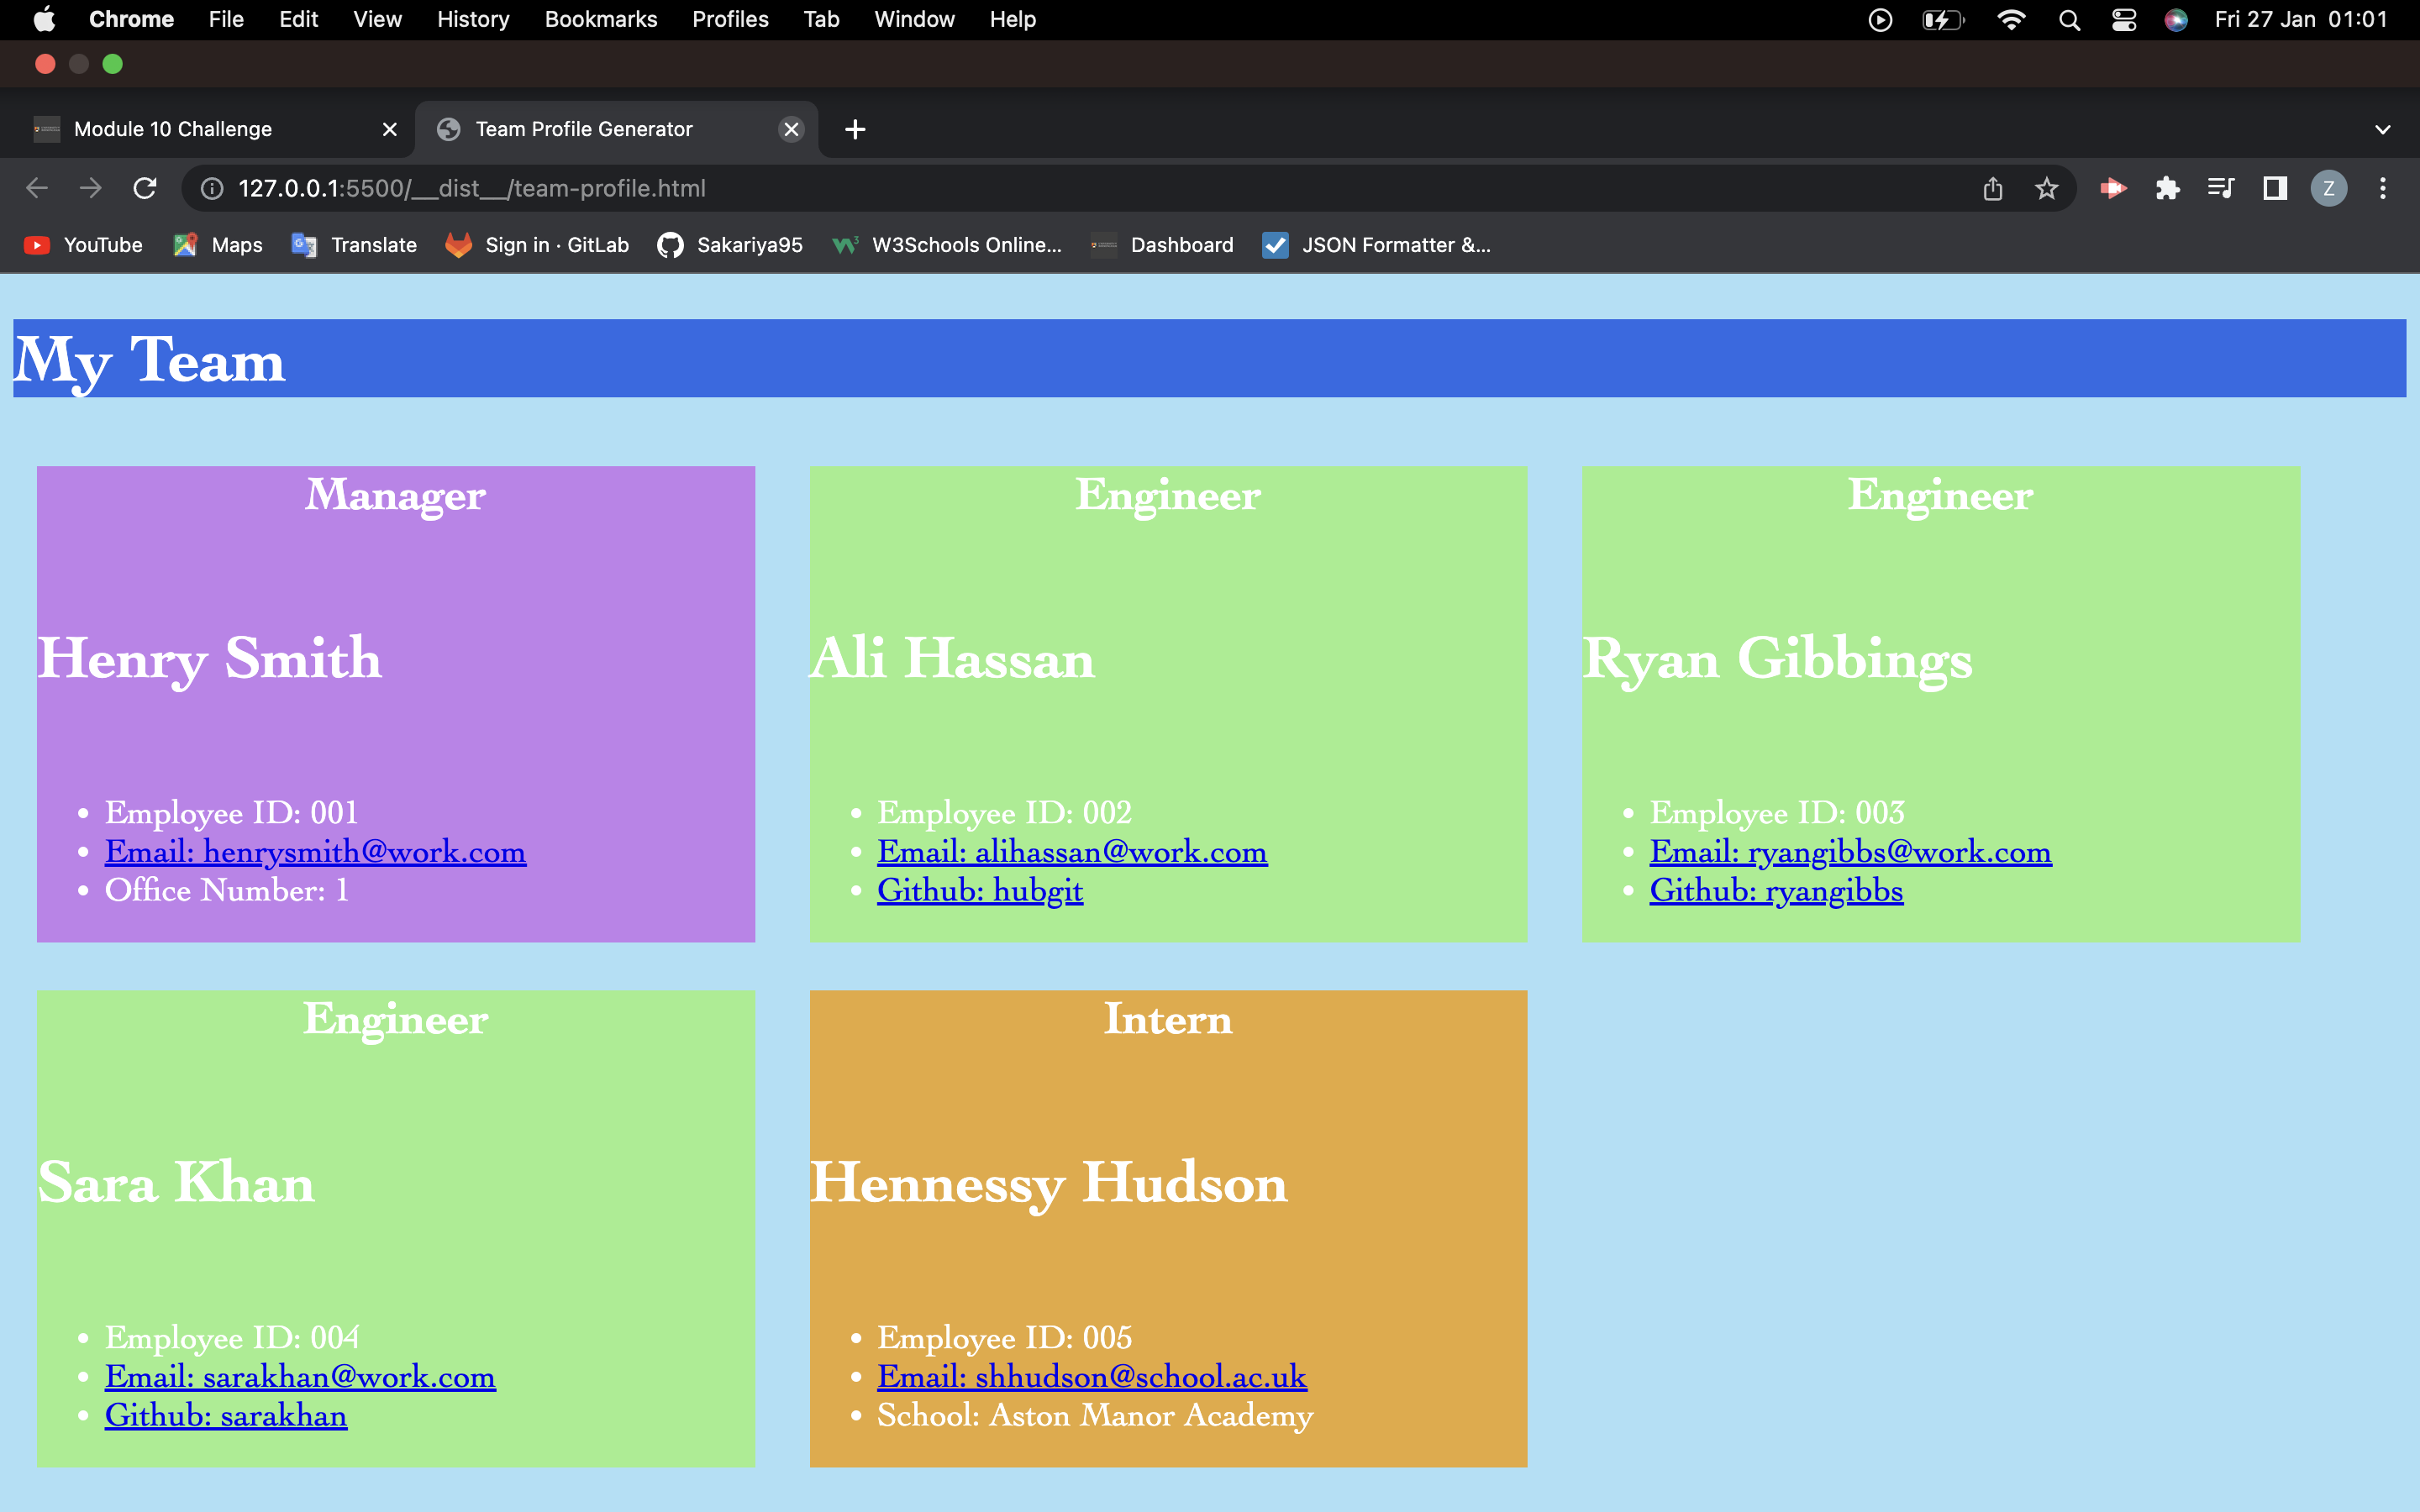 Chrome File Edit View History Bookmarks Profiles Tab Window Help Fri 27 Jan 01:01
Module 10 Challenge Team Profile Generator
127.0.0.1:5500/__dist__/team-profile.html Z
YouTube Maps Translate Sign in · GitLab Sakariya95 W3Schools Online... Dashboard JSON Formatter &...
My Team
Manager
Henry Smith
Employee ID: 001
Email: henrysmith@work.com
Office Number: 1
Engineer
Ali Hassan
Employee ID: 002
Email: alihassan@work.com
Github: hubgit
Engineer
Ryan Gibbings
Employee ID: 003
Email: ryangibbs@work.com
Github: ryangibbs
Engineer
Sara Khan
Employee ID: 004
Email: sarakhan@work.com
Github: sarakhan
Intern
Hennessy Hudson
Employee ID: 005
Email: shhudson@school.ac.uk
School: Aston Manor Academy